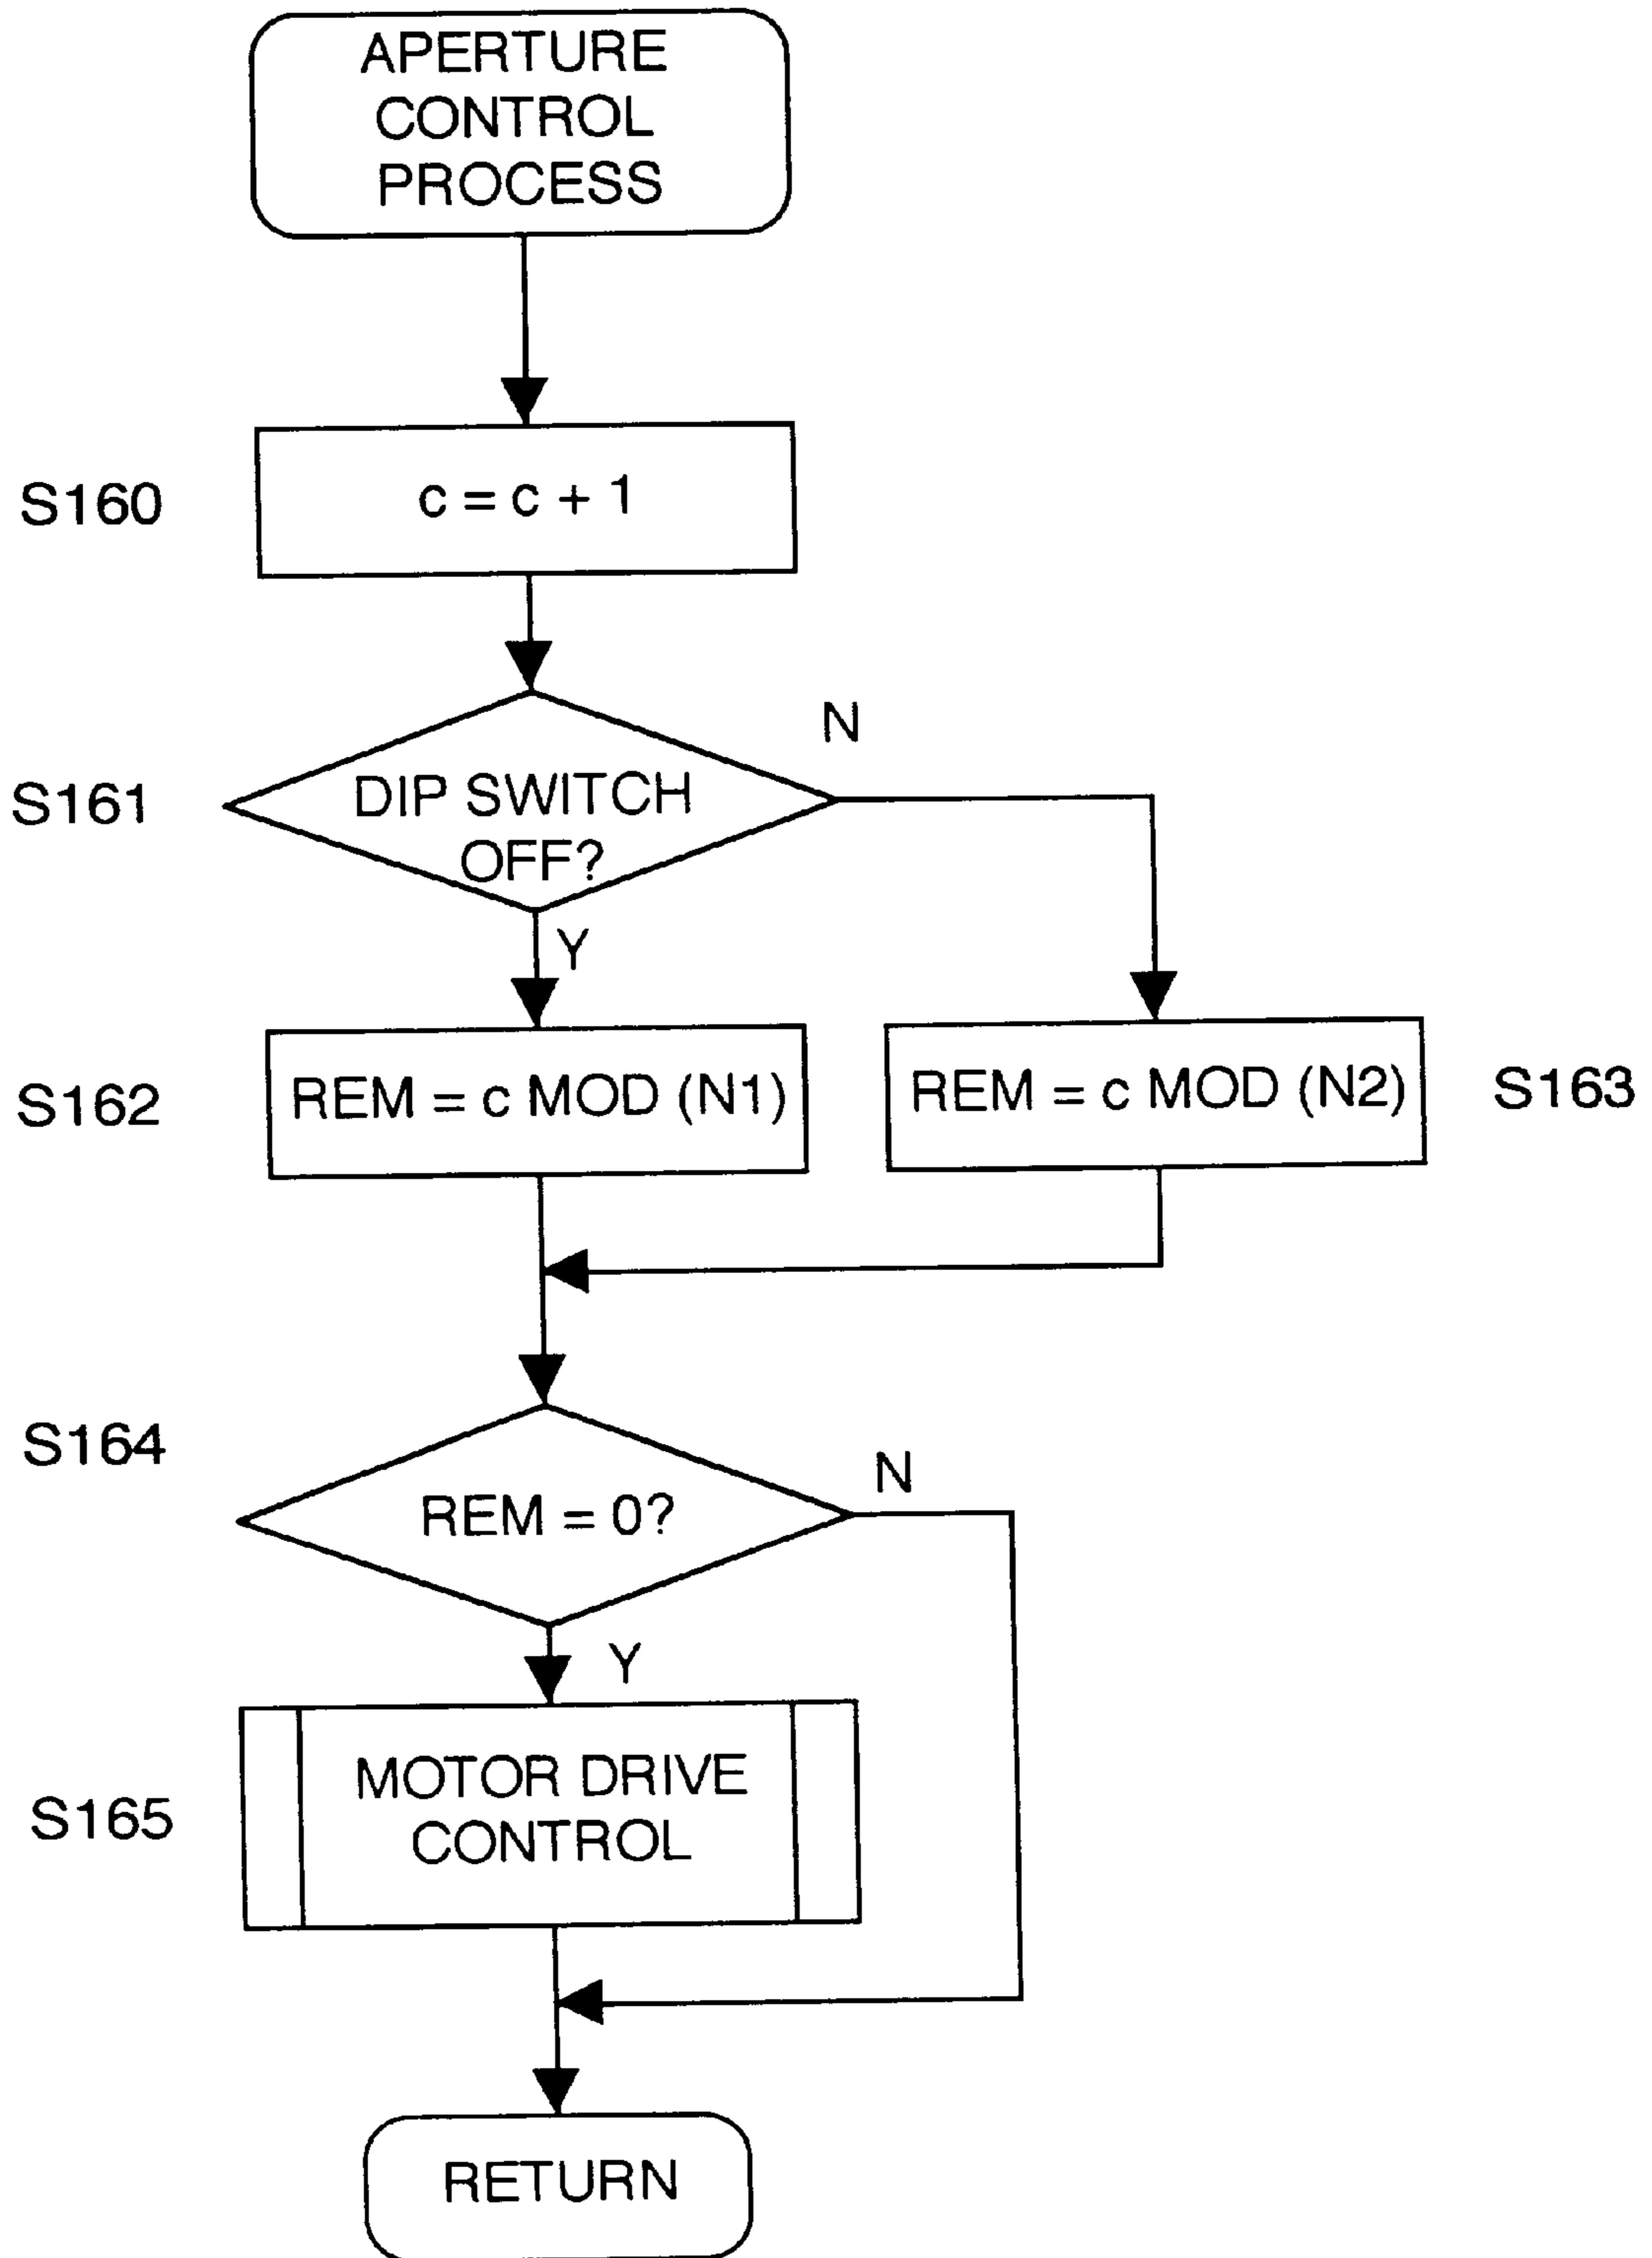 APERTURE
CONTROL
PROCESS
S160
c = c + 1
N
S161
DIP SWITCH
OFF?
Y
S162
REM = c MOD (N1)
REM = c MOD (N2)
S163
S164
N
REM = 0?
Y
S165
MOTOR DRIVE
CONTROL
RETURN